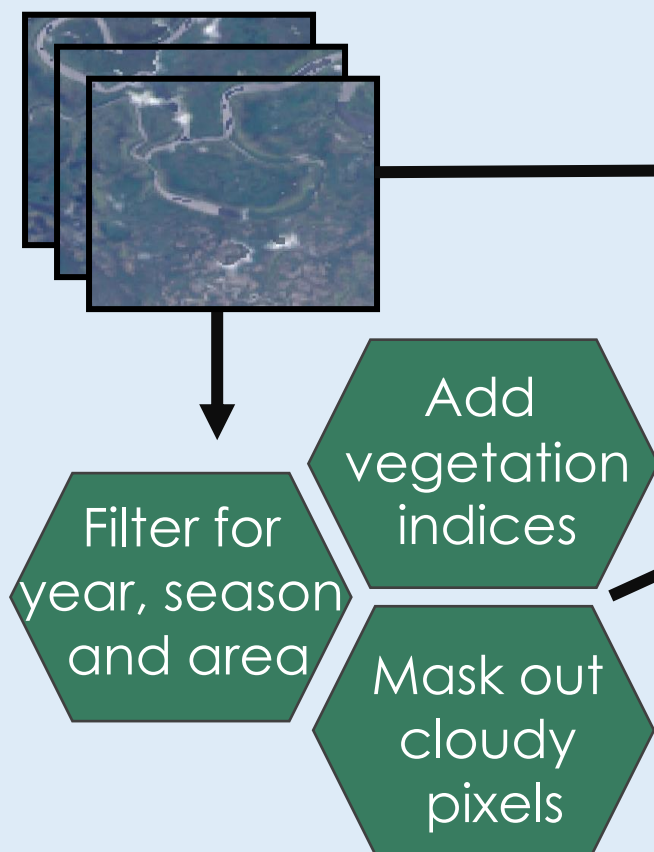 Add
vegetation
indices
Filter for
year, season
and area
Mask out
cloudy
pixels